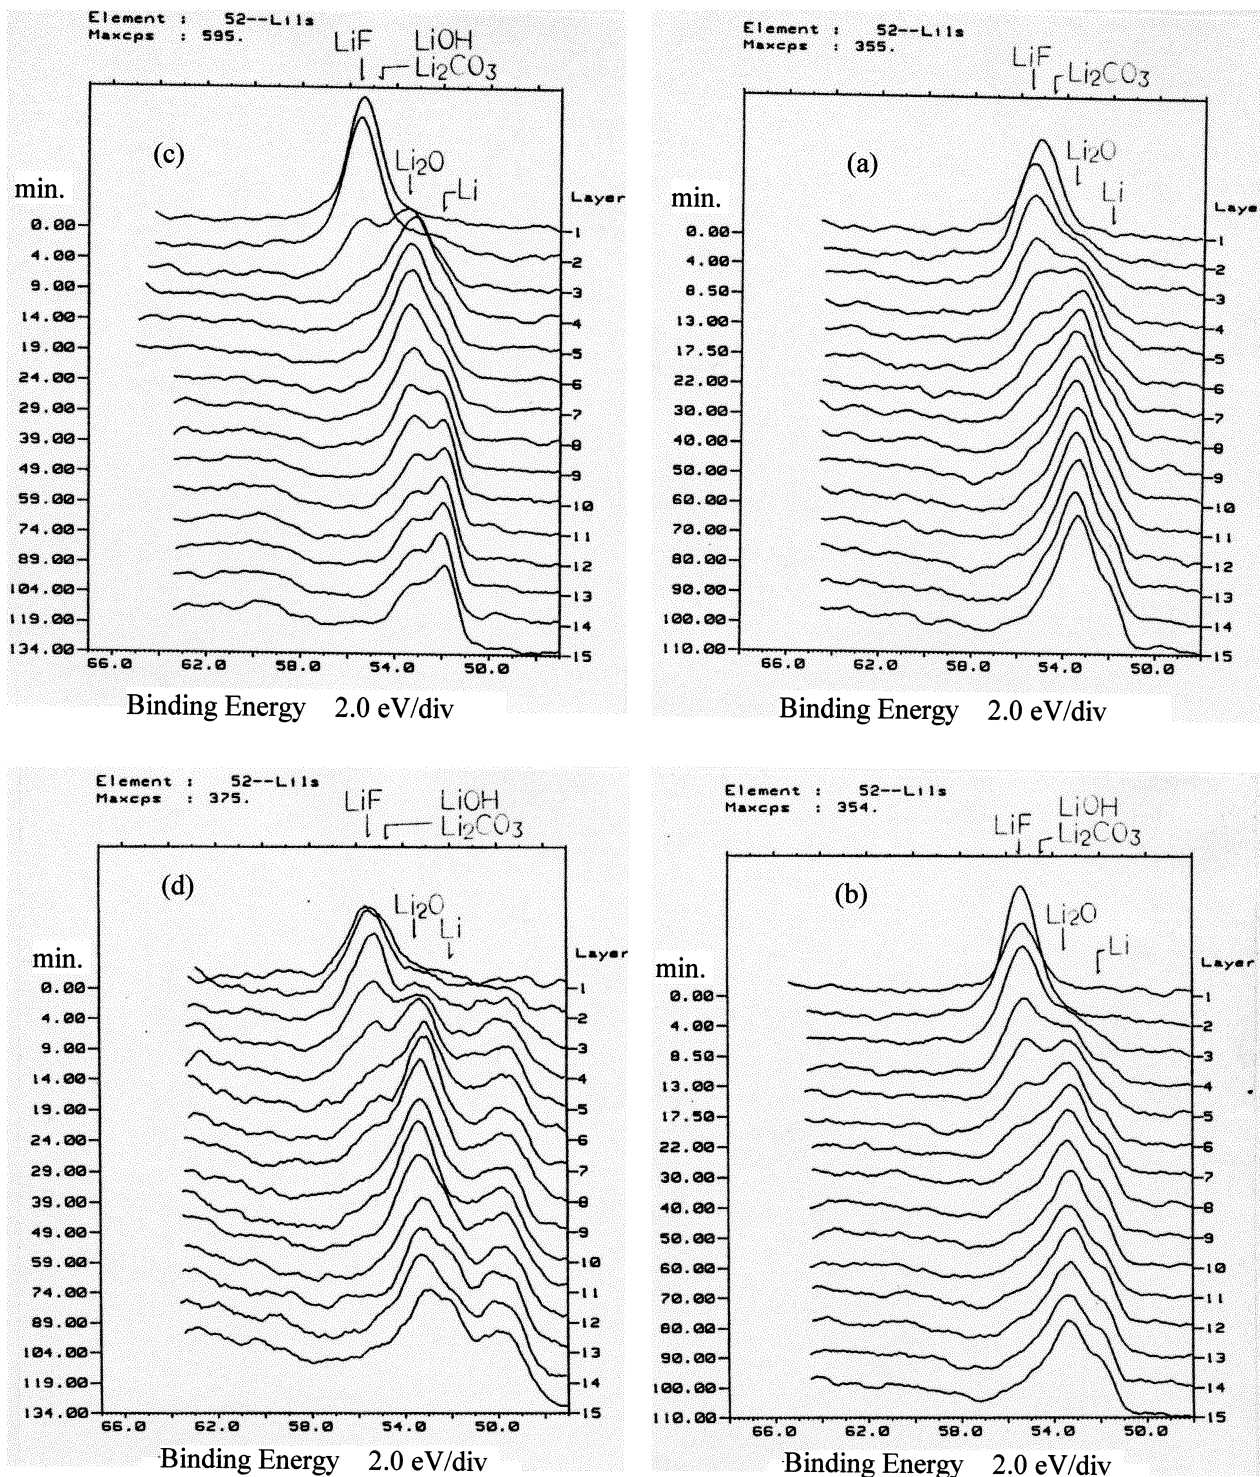 Element : 52--Li1s
Maxcps : 595.
LiF LiOH
Li₂CO₃
(c)
Li₂O
Li
min.
Layer
0.00 1
4.00 2
9.00 3
14.00 4
19.00 5
24.00 6
29.00 7
39.00 8
49.00 9
59.00 10
74.00 11
89.00 12
104.00 13
119.00 14
134.00 15
66.0 62.0 58.0 54.0 50.0
Binding Energy 2.0 eV/div
Element : 52--Li1s
Maxcps : 355.
LiF Li₂CO₃
(a)
Li₂O
Li
min.
Laye
0.00 1
4.00 2
8.50 3
13.00 4
17.50 5
22.00 6
30.00 7
40.00 8
50.00 9
60.00 10
70.00 11
80.00 12
90.00 13
100.00 14
110.00 15
66.0 62.0 58.0 54.0 50.0
Binding Energy 2.0 eV/div
Element : 52--Li1s
Maxcps : 375.
LiF LiOH
Li₂CO₃
(d)
Li₂O
Li
min.
Layer
0.00 1
4.00 2
9.00 3
14.00 4
19.00 5
24.00 6
29.00 7
39.00 8
49.00 9
59.00 10
74.00 11
89.00 12
104.00 13
119.00 14
134.00 15
66.0 62.0 58.0 54.0 50.0
Binding Energy 2.0 eV/div
Element : 52--Li1s
Maxcps : 354.
LiOH
LiF Li₂CO₃
(b)
Li₂O
Li
min.
Layer
0.00 1
4.00 2
8.50 3
13.00 4
17.50 5
22.00 6
30.00 7
40.00 8
50.00 9
60.00 10
70.00 11
80.00 12
90.00 13
100.00 14
110.00 15
66.0 62.0 58.0 54.0 50.0
Binding Energy 2.0 eV/div